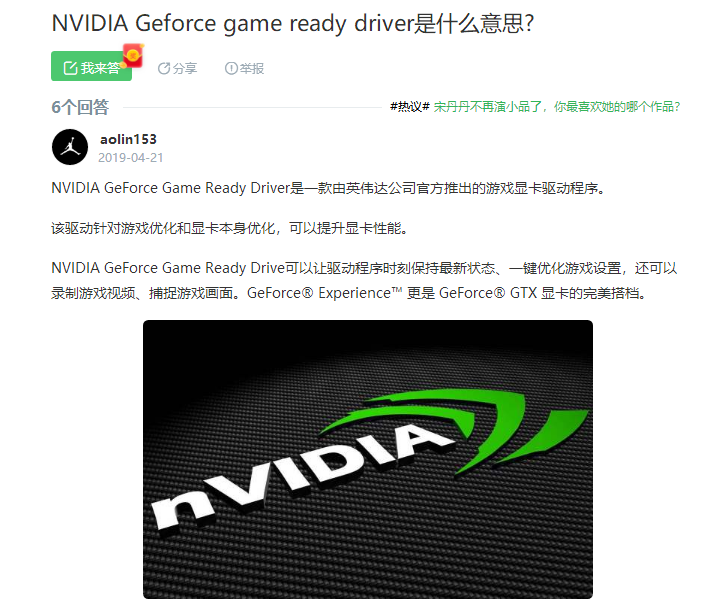 NVIDIA Geforce game ready driver是什么意思?
我来答
分享
举报
6个回答
#热议# 宋丹丹不再演小品了，你最喜欢她的哪个作品?
aolin153
2019-04-21
NVIDIA GeForce Game Ready Driver是一款由英伟达公司官方推出的游戏显卡驱动程序。
该驱动针对游戏优化和显卡本身优化，可以提升显卡性能。
NVIDIA GeForce Game Ready Drive可以让驱动程序时刻保持最新状态、一键优化游戏设置，还可以
录制游戏视频、捕捉游戏画面。GeForce® Experience™ 更是 GeForce® GTX 显卡的完美搭档。
nVIDIA